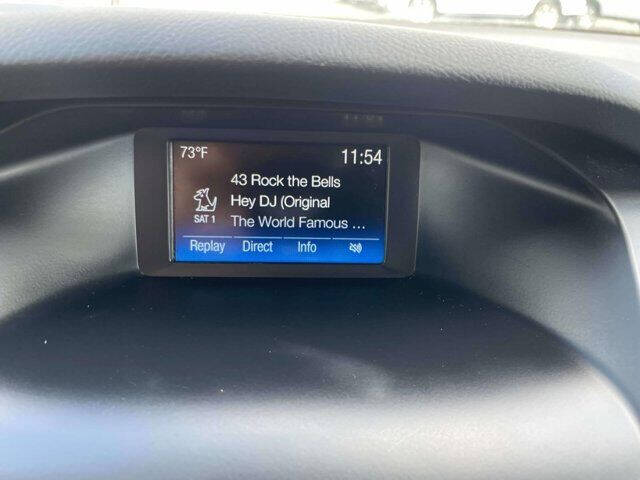 73°F 11:54
43 Rock the Bells
Hey DJ (Original
SAT 1 The World Famous ...
Replay Direct Info